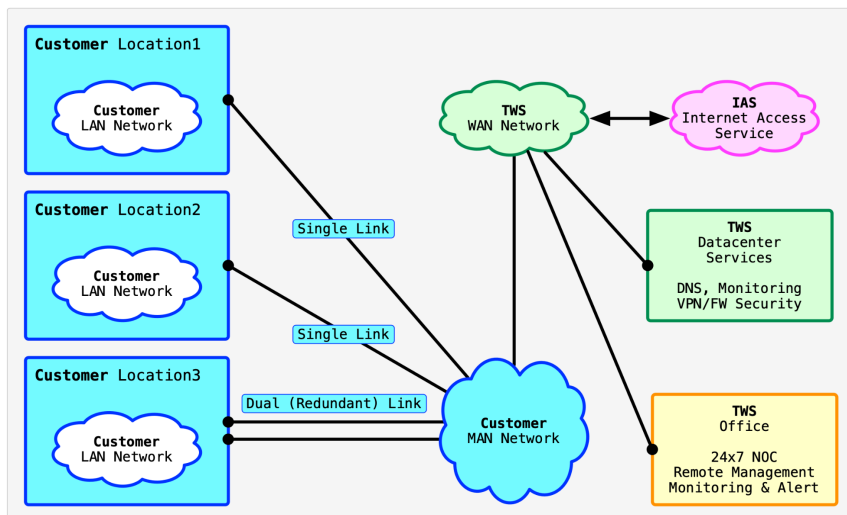 Customer Location1
Customer
LAN Network
Customer Location2
Customer
LAN Network
Customer Location3
Customer
LAN Network
Single Link
Single Link
Dual (Redundant) Link
Customer
MAN Network
TWS
WAN Network
IAS
Internet Access
Service
TWS
Datacenter
Services
DNS, Monitoring
VPN/FW Security
TWS
Office
24x7 NOC
Remote Management
Monitoring & Alert